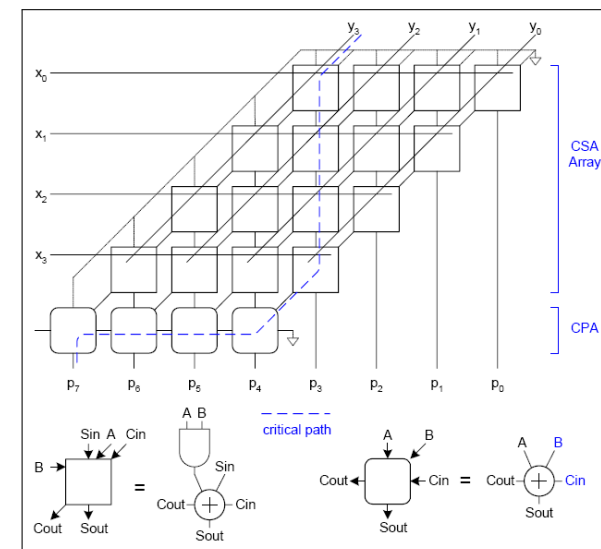 y3 y2 y1 y0
x0
x1
CSA
Array
x2
x3
CPA
p7 p6 p5 p4 p3 p2 p1 p0
critical path
A B
Sin A Cin
Sin
B
=
Cout Cin
Cout Sout
Sout
A B
Cout Cin
Sout
=
A B
Cout Cin
Sout